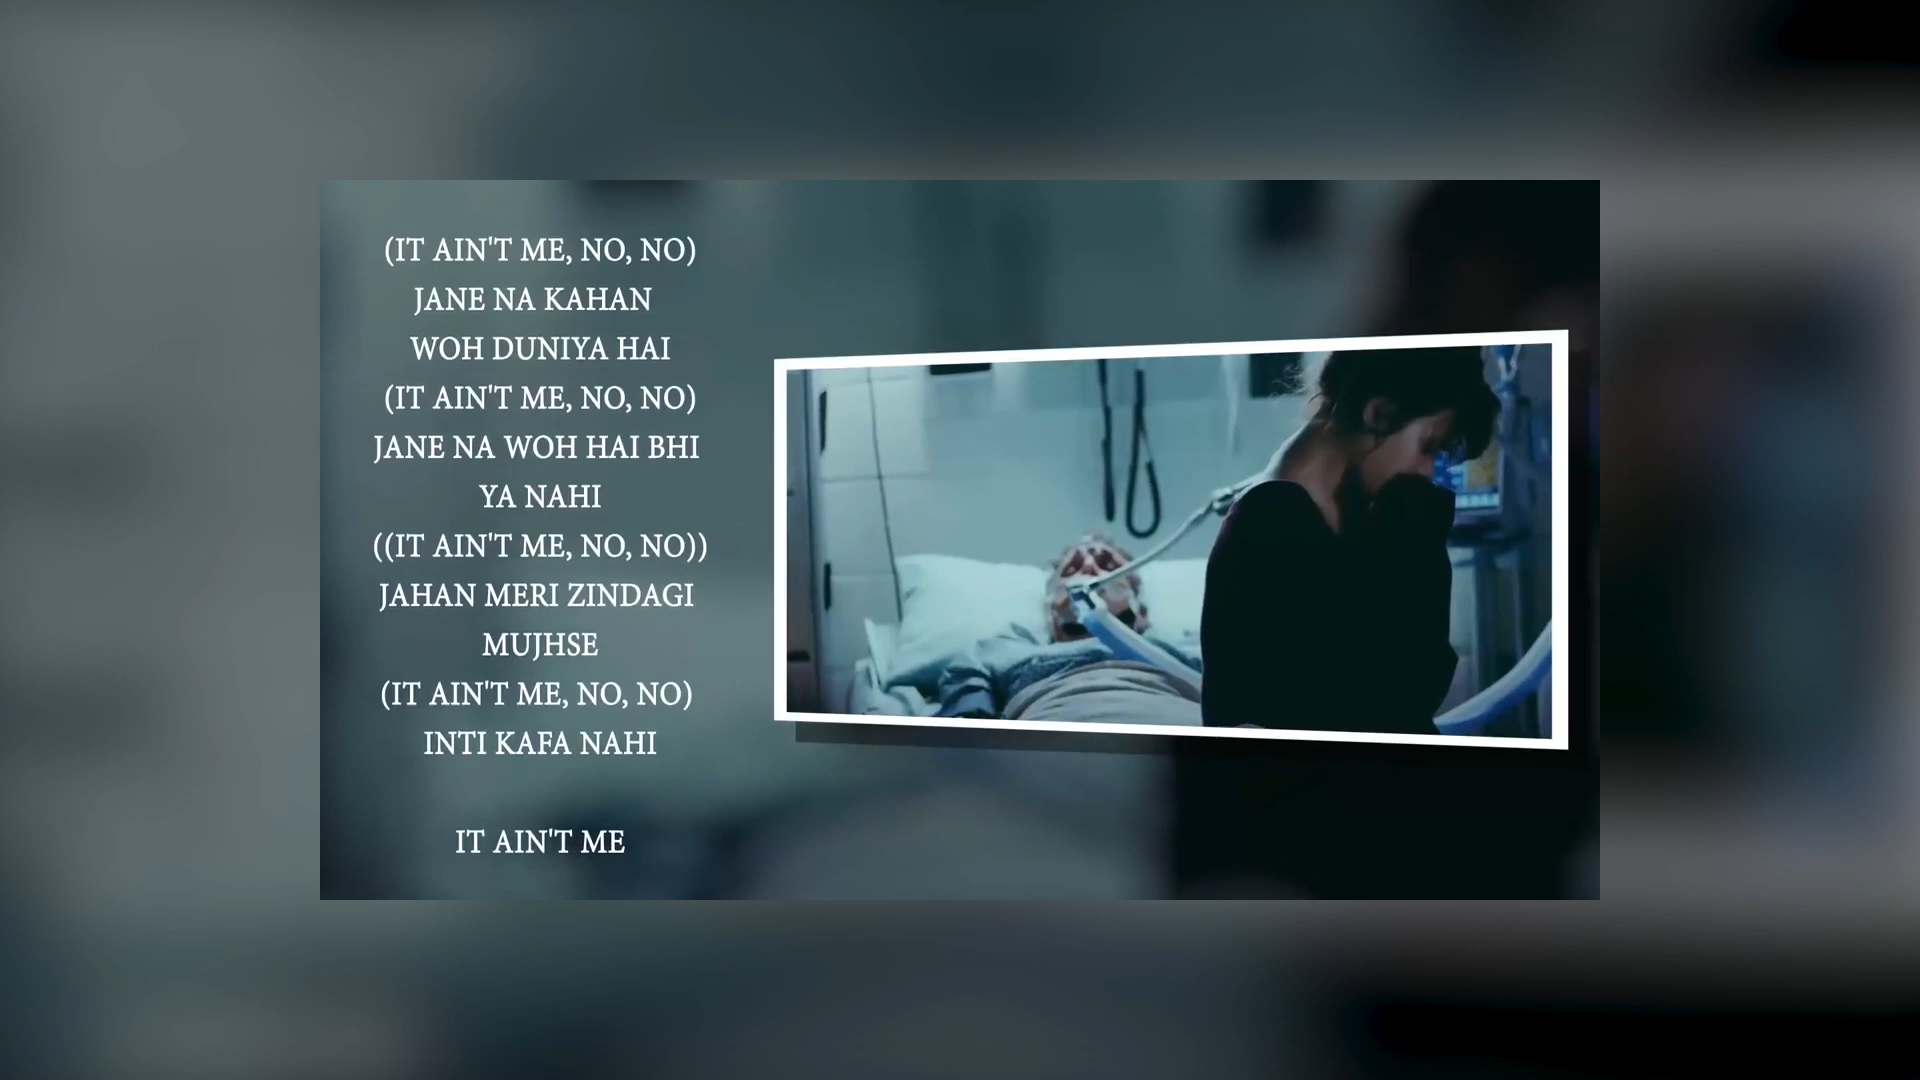 (IT AIN'T ME, NO, NO)
JANE NA KAHAN
WOH DUNIYA HAI
(IT AIN'T ME, NO, NO)
JANE NA WOH HAI BHI
YA NAHI
((IT AIN'T ME, NO, NO))
JAHAN MERI ZINDAGI
MUJHSE
(IT AIN'T ME, NO, NO)
INTI KAFA NAHI
IT AIN'T ME